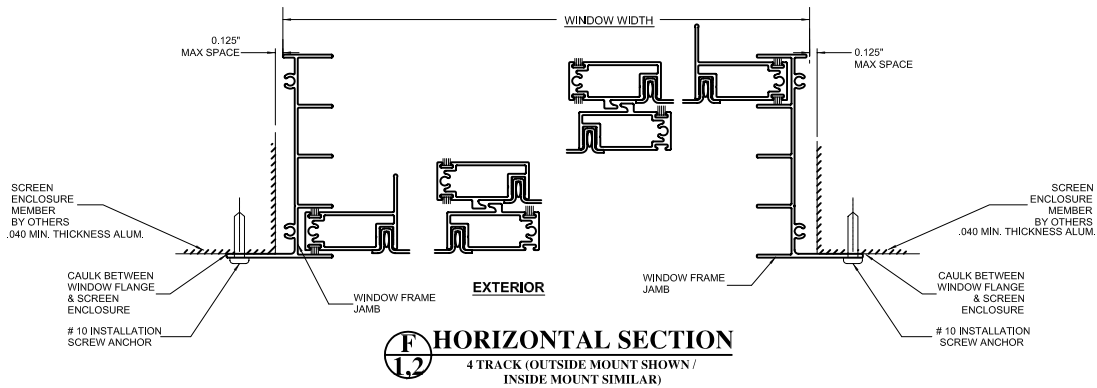 WINDOW WIDTH
0.125"
MAX SPACE
0.125"
MAX SPACE
SCREEN
ENCLOSURE
MEMBER
BY OTHERS
.040 MIN. THICKNESS ALUM.
SCREEN
ENCLOSURE
MEMBER
BY OTHERS
.040 MIN. THICKNESS ALUM.
CAULK BETWEEN
WINDOW FLANGE
& SCREEN
ENCLOSURE
# 10 INSTALLATION
SCREW ANCHOR
WINDOW FRAME
JAMB
EXTERIOR
WINDOW FRAME
JAMB
CAULK BETWEEN
WINDOW FLANGE
& SCREEN
ENCLOSURE
# 10 INSTALLATION
SCREW ANCHOR
F
1,2
HORIZONTAL SECTION
4 TRACK (OUTSIDE MOUNT SHOWN /
INSIDE MOUNT SIMILAR)